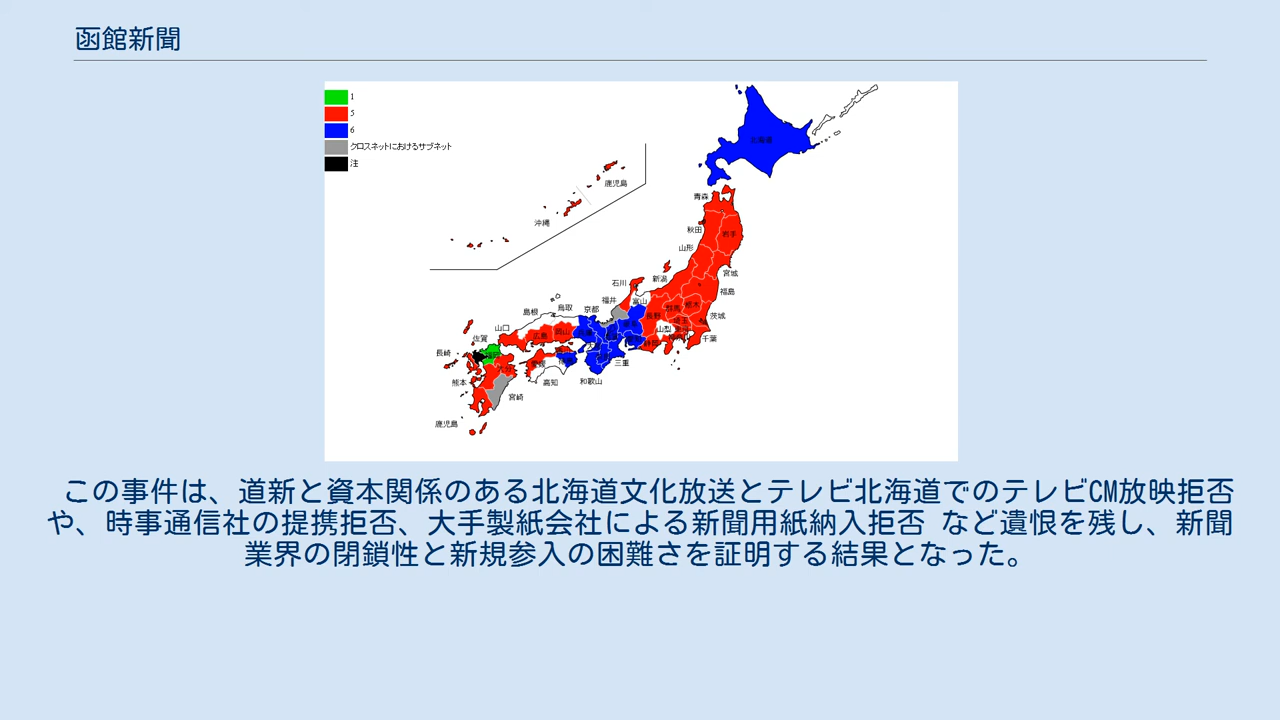 函館新聞
1
5
6
クロスネットにおけるサブネット
注
北海道
鹿児島
沖縄
青森
秋田
岩手
山形
宮城
新潟
石川
福島
福井
富山
京都
鳥取
島根
長野
群馬
栃木
茨城
埼玉
山梨
千葉
静岡
山口
広島
岡山
佐賀
福岡
長崎
大分
愛媛
高知
三重
和歌山
熊本
宮崎
鹿児島
この事件は、道新と資本関係のある北海道文化放送とテレビ北海道でのテレビCM放映拒否
や、時事通信社の提携拒否、大手製紙会社による新聞用紙納入拒否 など遺恨を残し、新聞
業界の閉鎖性と新規参入の困難さを証明する結果となった。